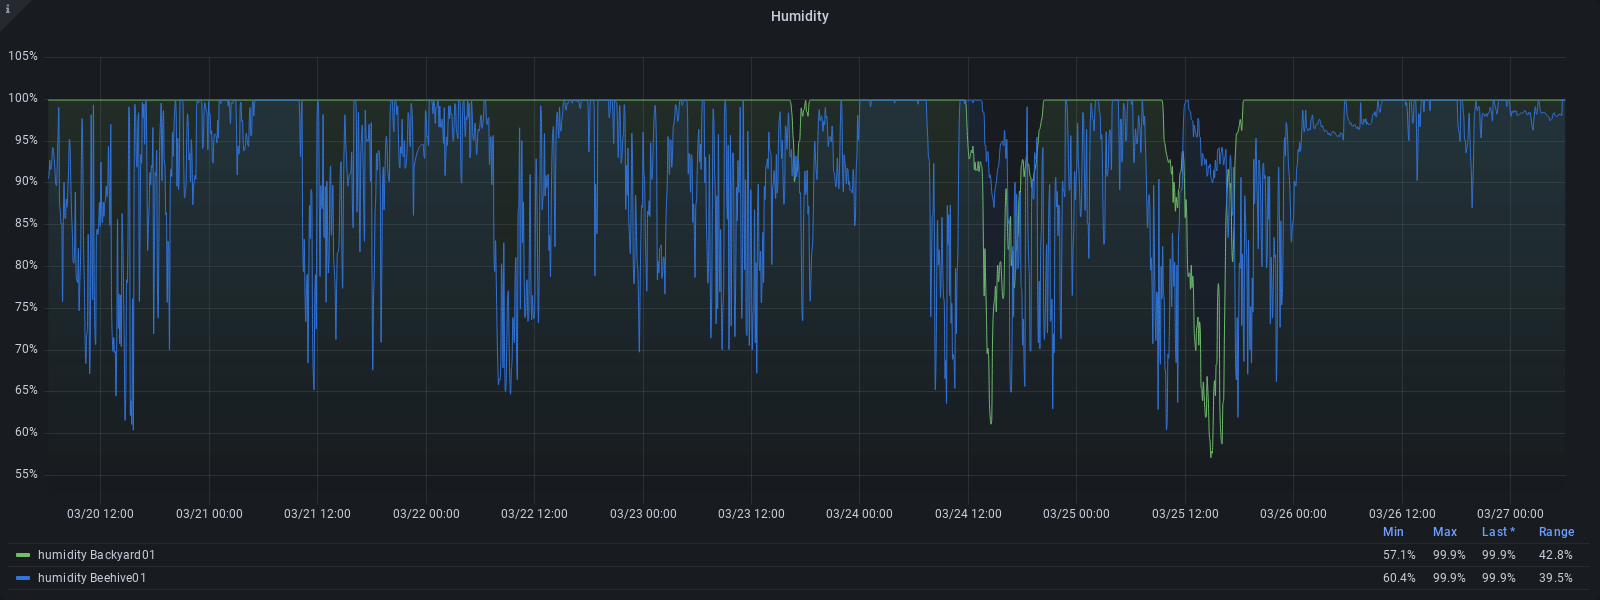 i
Humidity
105%
100%
95%
90%
85%
80%
75%
70%
65%
60%
55%
03/20 12:00 03/21 00:00 03/21 12:00 03/22 00:00 03/22 12:00 03/23 00:00 03/23 12:00 03/24 00:00 03/24 12:00 03/25 00:00 03/25 12:00 03/26 00:00 03/26 12:00 03/27 00:00
Min Max Last * Range
humidity Backyard01 57.1% 99.9% 99.9% 42.8%
humidity Beehive01 60.4% 99.9% 99.9% 39.5%